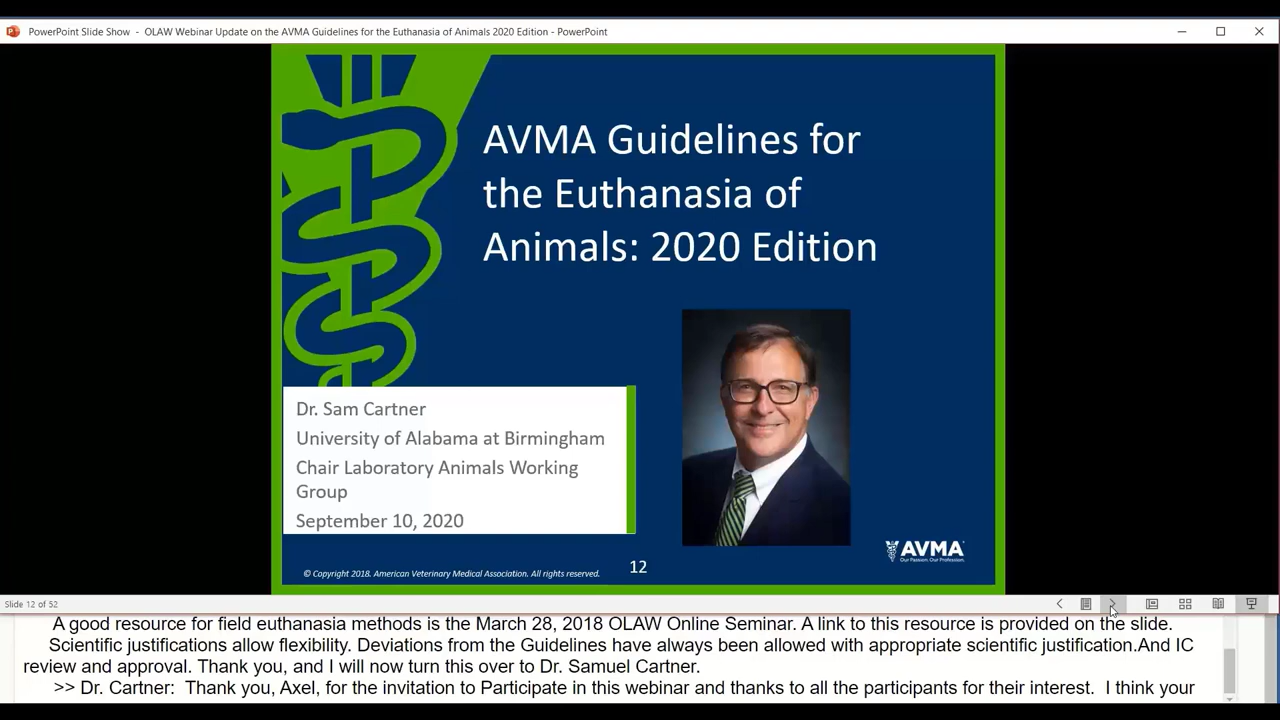 PowerPoint Slide Show - OLAW Webinar Update on the AVMA Guidelines for the Euthanasia of Animals 2020 Edition - PowerPoint
AVMA Guidelines for
the Euthanasia of
Animals: 2020 Edition
Dr. Sam Cartner
University of Alabama at Birmingham
Chair Laboratory Animals Working
Group
September 10, 2020
AVMA
Our Passion. Our Profession.
© Copyright 2018. American Veterinary Medical Association. All rights reserved.
12
Slide 12 of 52
A good resource for field euthanasia methods is the March 28, 2018 OLAW Online Seminar. A link to this resource is provided on the slide.
Scientific justifications allow flexibility. Deviations from the Guidelines have always been allowed with appropriate scientific justification.And IC
review and approval. Thank you, and I will now turn this over to Dr. Samuel Cartner.
>> Dr. Cartner: Thank you, Axel, for the invitation to Participate in this webinar and thanks to all the participants for their interest. I think your